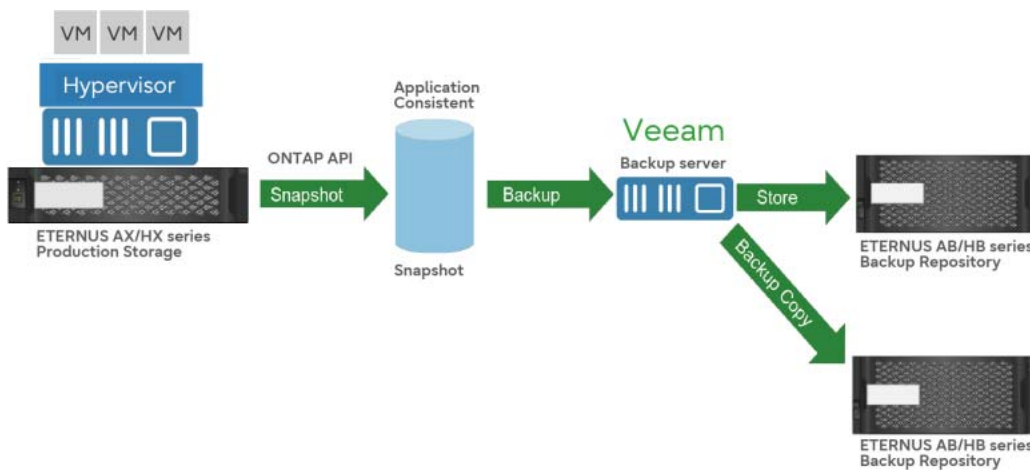 VM VM VM
Hypervisor
ETERNUS AX/HX series
Production Storage
ONTAP API
Snapshot
Application
Consistent
Snapshot
Backup
Veeam
Backup server
Store
ETERNUS AB/HB series
Backup Repository
Backup Copy
ETERNUS AB/HB series
Backup Repository